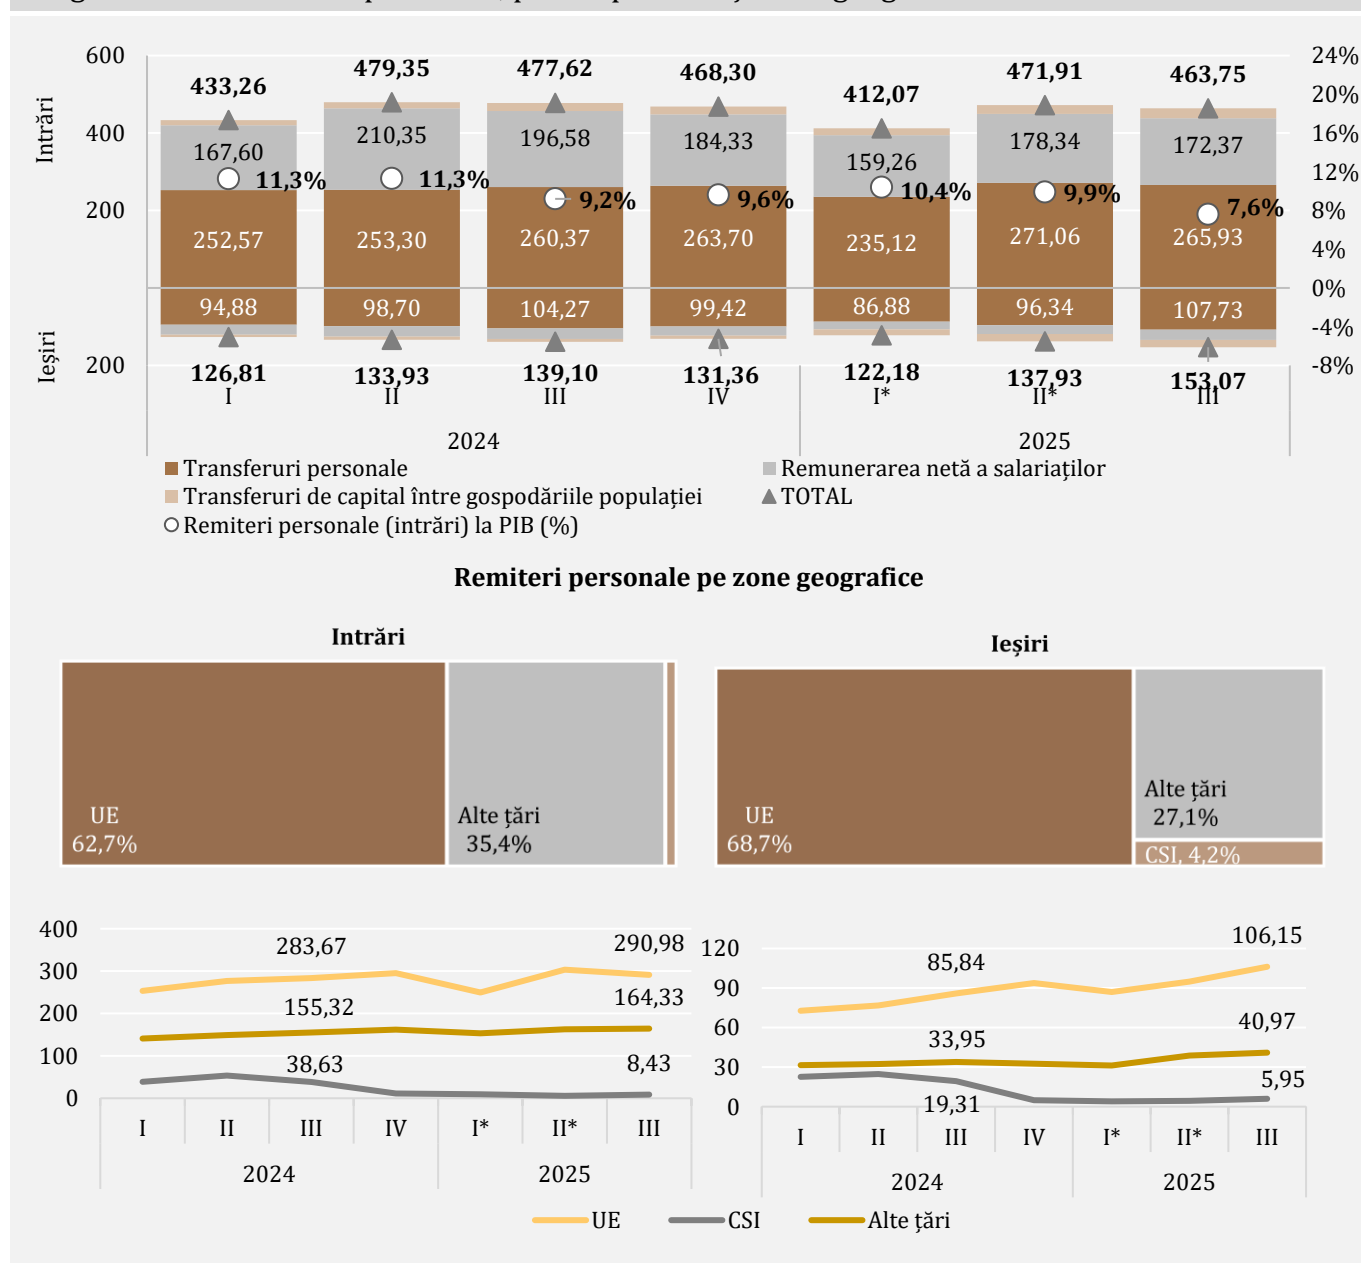 600
433,26
479,35
477,62
468,30
412,07
471,91
463,75
24%
20%
16%
12%
8%
4%
0%
-4%
-8%
Intrări
400
200
Ieșiri
200
167,60
210,35
196,58
184,33
159,26
178,34
172,37
11,3%
11,3%
9,2%
9,6%
10,4%
9,9%
7,6%
252,57
253,30
260,37
263,70
235,12
271,06
265,93
94,88
98,70
104,27
99,42
86,88
96,34
107,73
126,81
133,93
139,10
131,36
122,18
137,93
153,07
I
II
III
IV
I*
II*
III
2024
2025
Transferuri personale
Remunerarea netă a salariaților
Transferuri de capital între gospodăriile populației
TOTAL
Remiteri personale (intrări) la PIB (%)
Remiteri personale pe zone geografice
Intrări
UE
62,7%
Alte țări
35,4%
Ieșiri
UE
68,7%
Alte țări
27,1%
CSI, 4,2%
400
300
200
100
0
283,67
290,98
155,32
164,33
38,63
8,43
I
II
III
IV
I*
II*
III
2024
2025
120
90
60
30
0
85,84
106,15
33,95
40,97
19,31
5,95
I
II
III
IV
I*
II*
III
2024
2025
UE
CSI
Alte țări